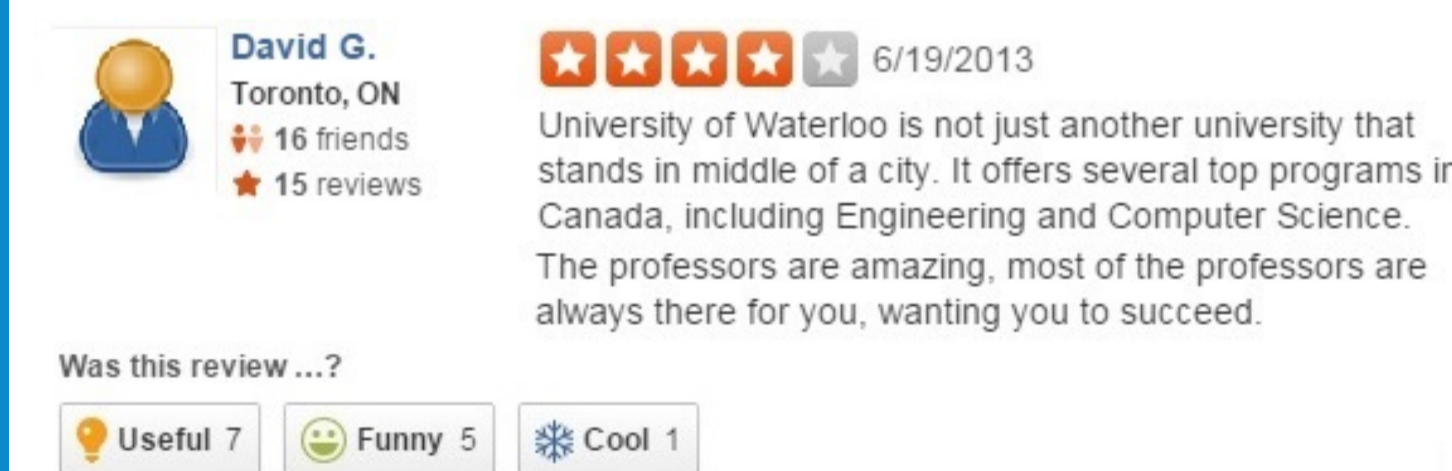 David G.
Toronto, ON
16 friends
15 reviews
6/19/2013
University of Waterloo is not just another university that
stands in middle of a city. It offers several top programs in
Canada, including Engineering and Computer Science.
The professors are amazing, most of the professors are
always there for you, wanting you to succeed.
Was this review ...?
Useful 7
Funny 5
Cool 1